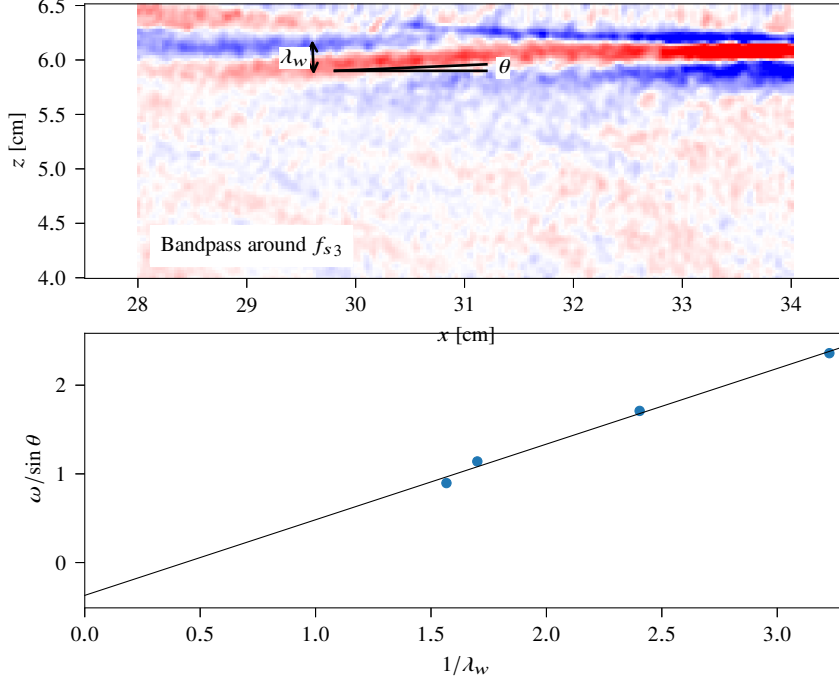 6.5
6.0
5.5
5.0
4.5
4.0
z [cm]
λw
θ
Bandpass around fs3
28 29 30 31 32 33 34
x [cm]
2
1
0
ω/sin θ
0.0 0.5 1.0 1.5 2.0 2.5 3.0
1/λw